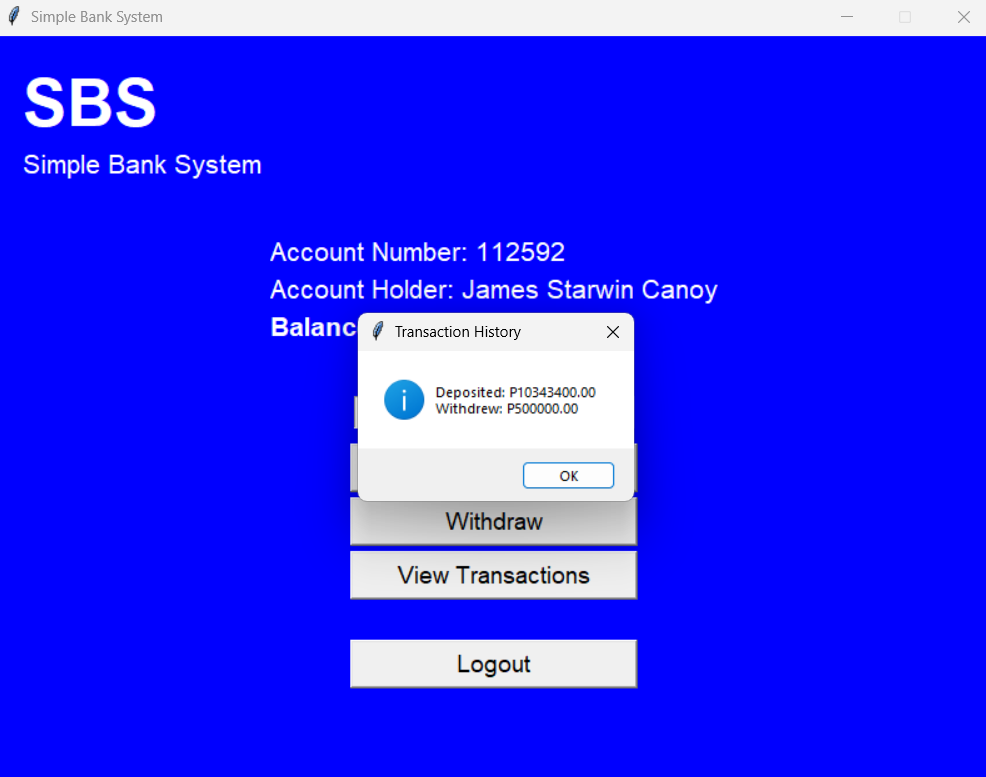 Simple Bank System
SBS
Simple Bank System
Account Number: 112592
Account Holder: James Starwin Canoy
Transaction History
Deposited: P10343400.00
Withdrew: P500000.00
OK
Withdraw
View Transactions
Logout